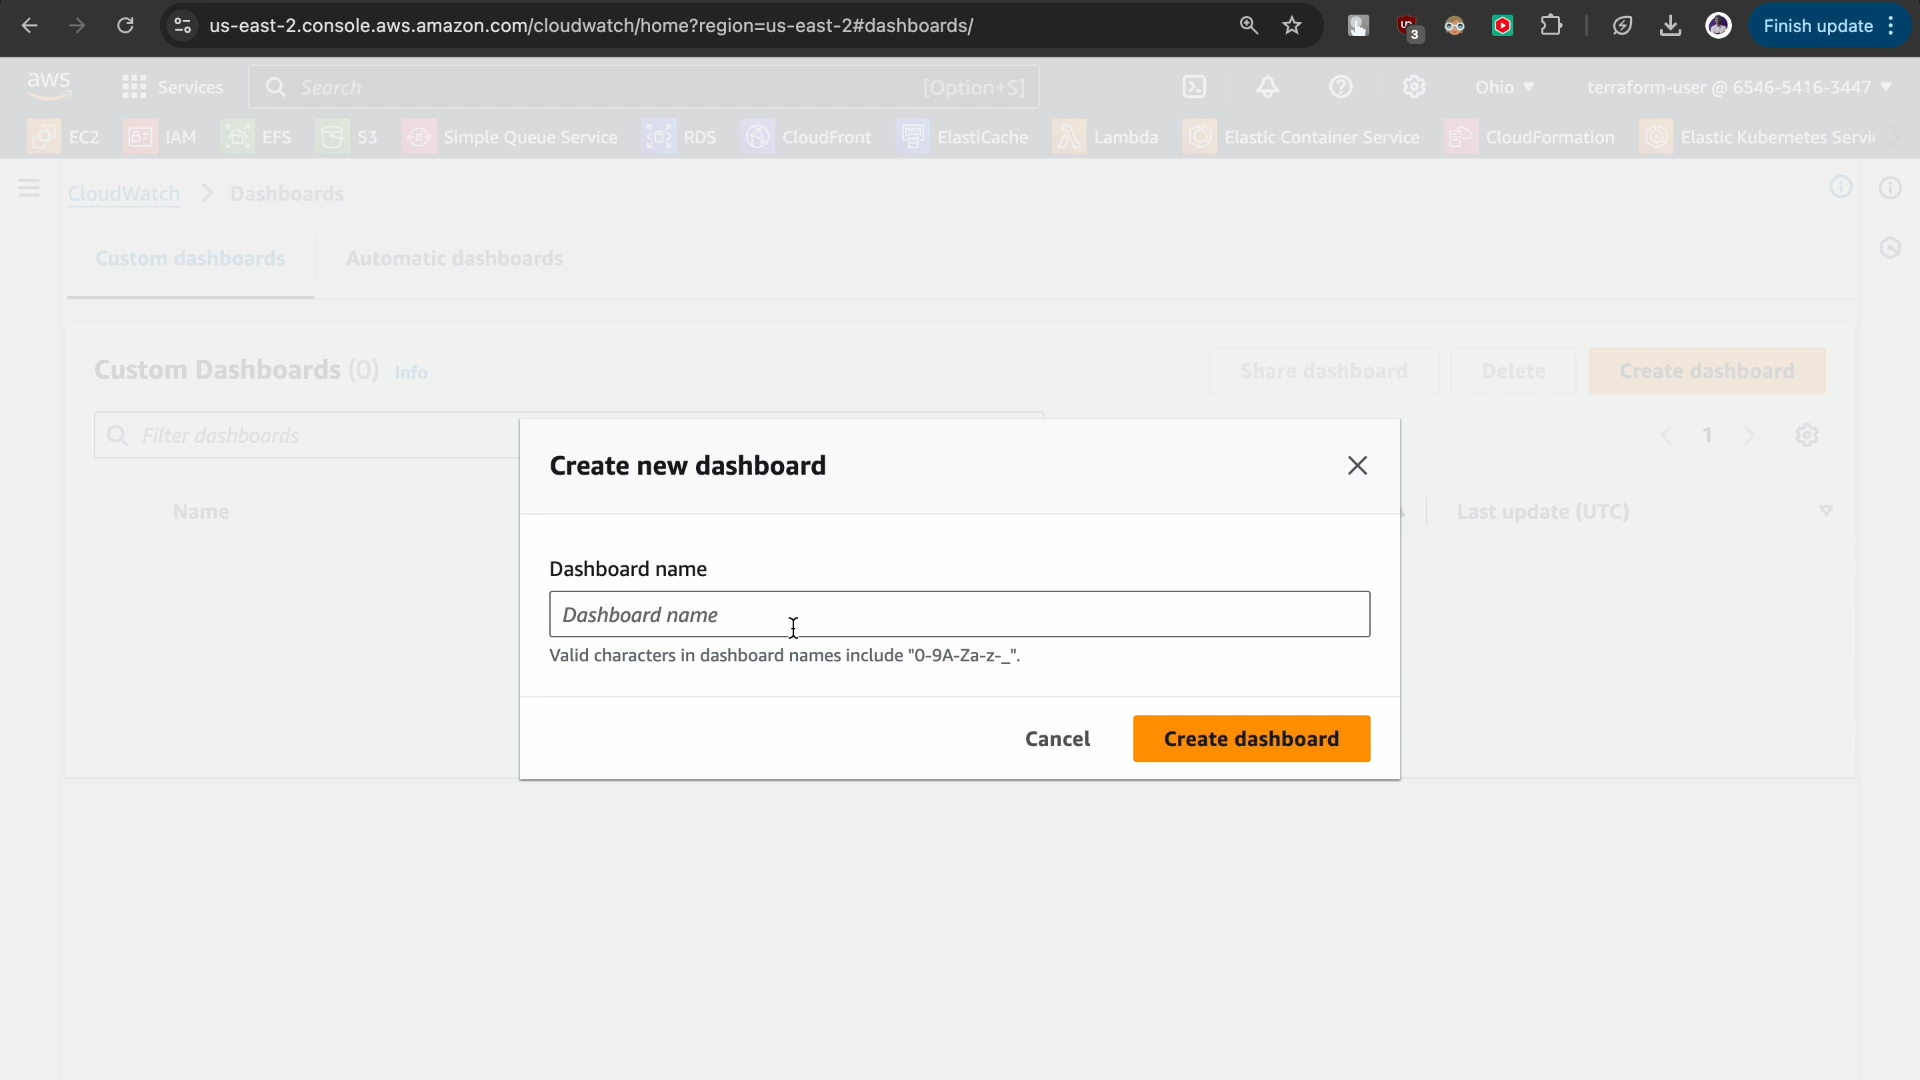 us-east-2.console.aws.amazon.com/cloudwatch/home?region=us-east-2#dashboards/
3
Finish update
aws
Services
Search
[Option+S]
Ohio
terraform-user @ 6546-5416-3447
EC2
IAM
EFS
S3
Simple Queue Service
RDS
CloudFront
ElastiCache
Lambda
Elastic Container Service
CloudFormation
Elastic Kubernetes Servi
CloudWatch
Dashboards
Custom dashboards
Automatic dashboards
Custom Dashboards (0) Info
Share dashboard
Delete
Create dashboard
Filter dashboards
1
Name
Last update (UTC)
Create new dashboard
Dashboard name
Dashboard name
Valid characters in dashboard names include "0-9A-Za-z-_".
Cancel
Create dashboard